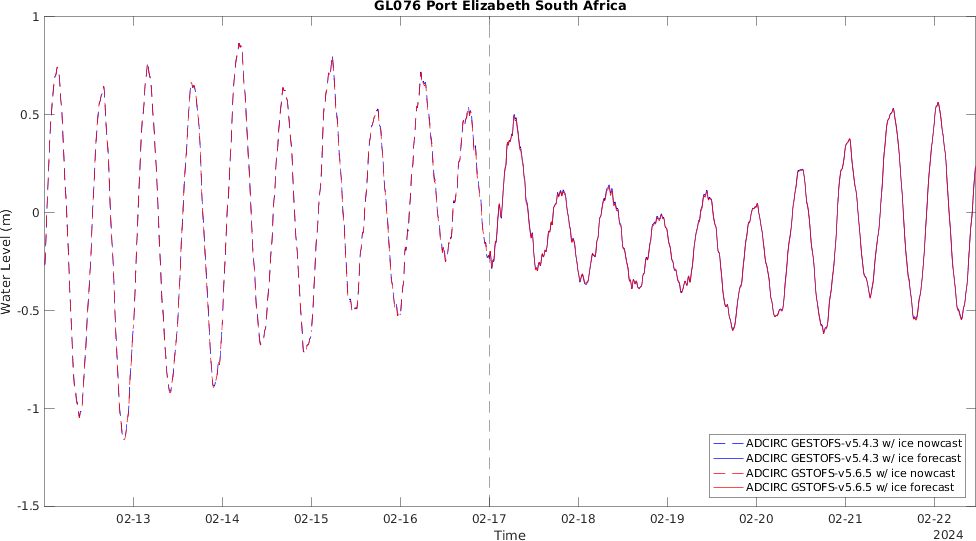 GL076 Port Elizabeth South Africa
1
0.5
0
-0.5
-1
-1.5
Water Level (m)
02-13 02-14 02-15 02-16 02-17 02-18 02-19 02-20 02-21 02-22
Time
2024
ADCIRC GESTOFS-v5.4.3 w/ ice nowcast
ADCIRC GESTOFS-v5.4.3 w/ ice forecast
ADCIRC GSTOFS-v5.6.5 w/ ice nowcast
ADCIRC GSTOFS-v5.6.5 w/ ice forecast